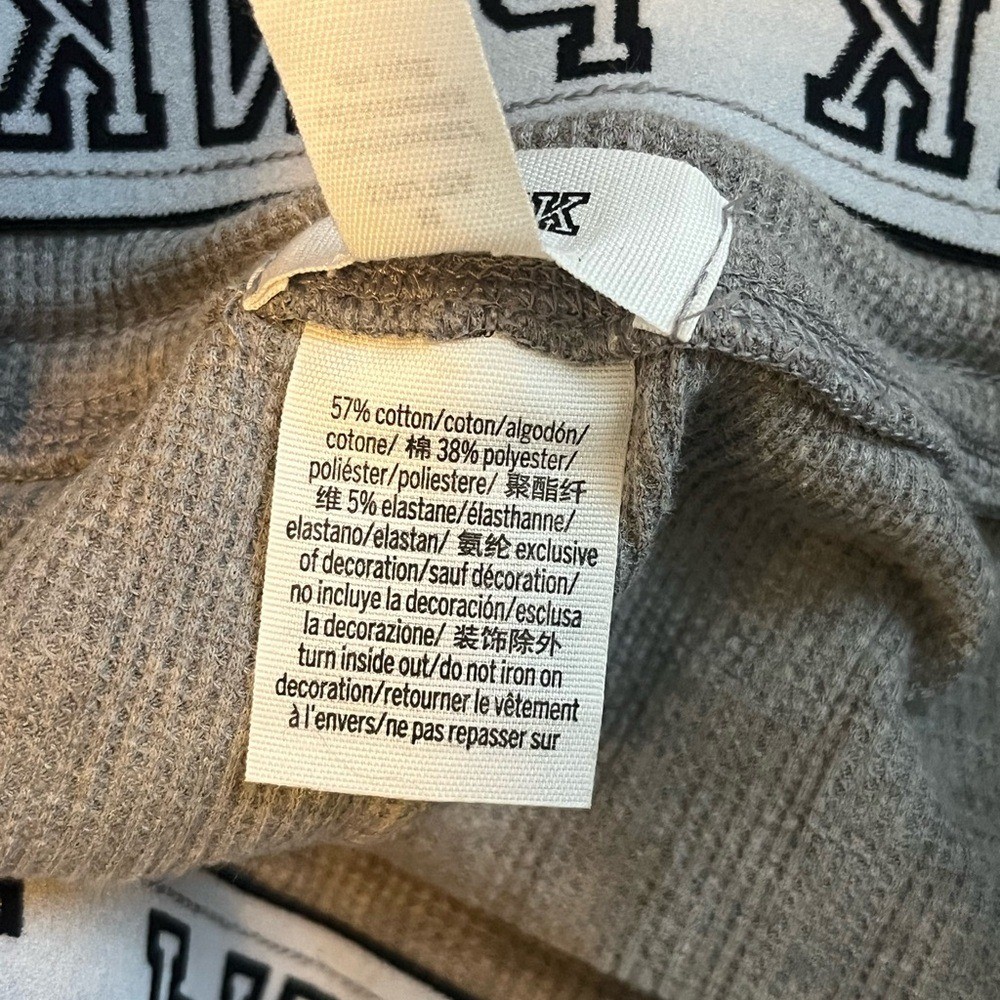 K
N
P
K
K
57% cotton/coton/algodón/
cotone/ 棉 38% polyester/
poliéster/poliestere/ 聚酯纤
维 5% elastane/élasthanne/
elastano/elastan/ 氨纶 exclusive
of decoration/sauf décoration/
no incluye la decoración/esclusa
la decorazione/ 装饰除外
turn inside out/do not iron on
decoration/retourner le vêtement
à l'envers/ne pas repasser sur